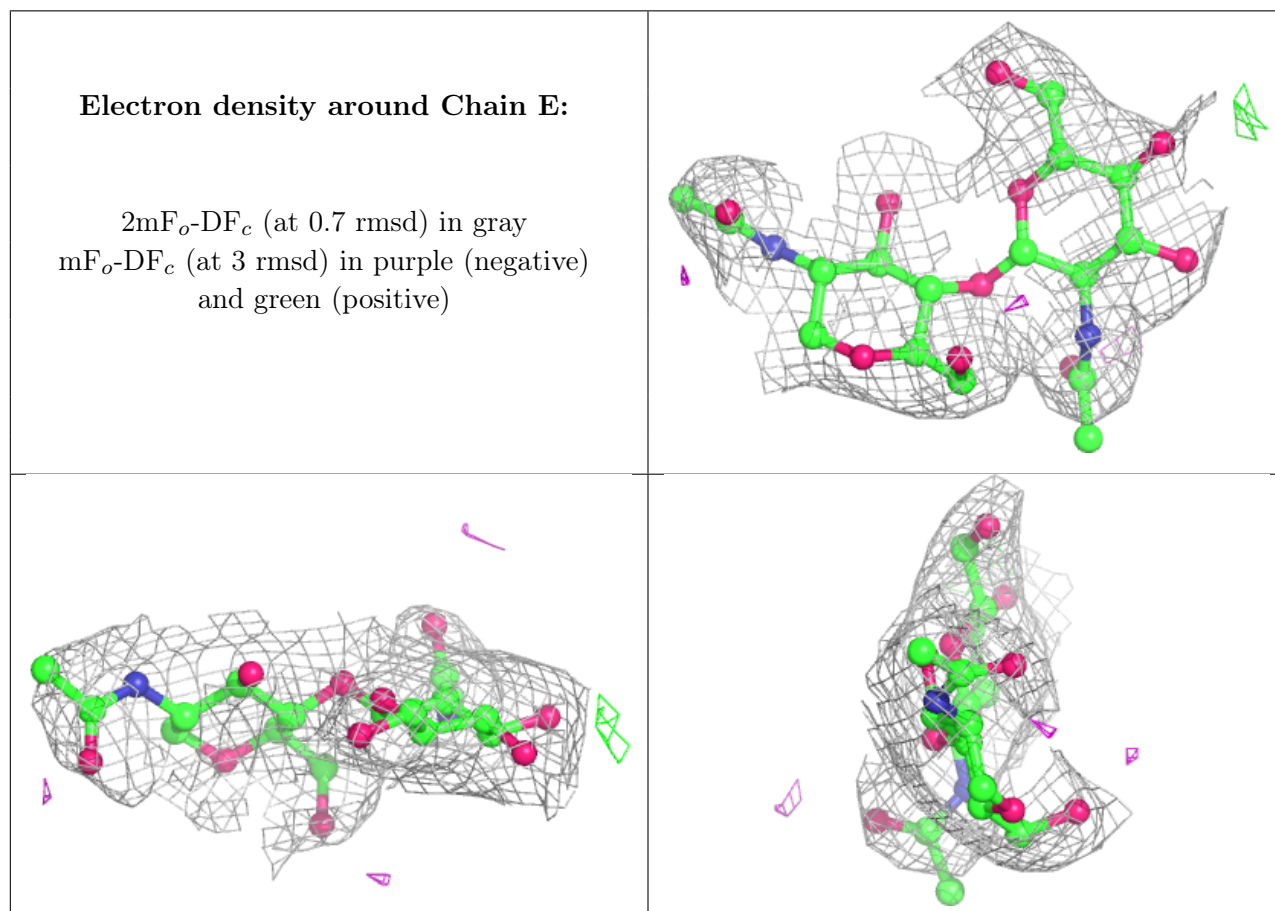 Electron density around Chain E:
2mFo-DFc (at 0.7 rmsd) in gray
mFo-DFc (at 3 rmsd) in purple (negative)
and green (positive)